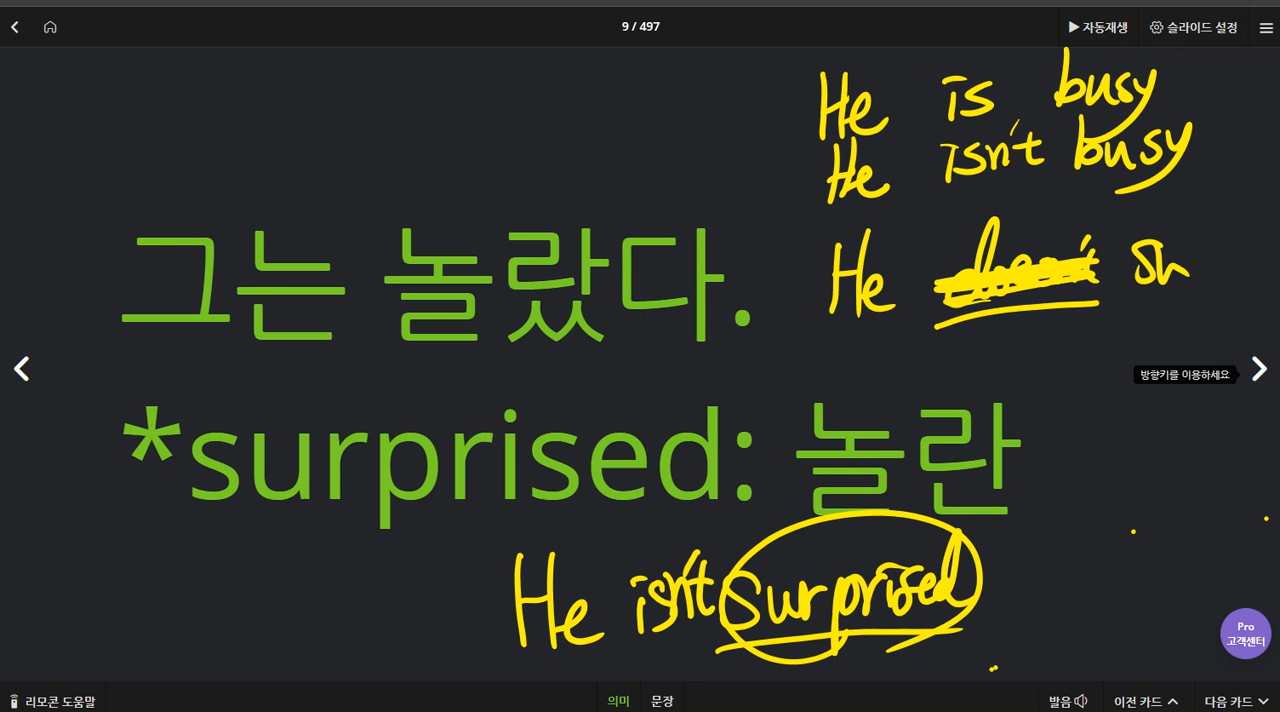 9 / 497
자동재생
슬라이드 설정
He is busy
He isn't busy
He
그는 놀랐다.
방향키를 이용하세요
*surprised: 놀란
He isn't surprised
Pro
고객센터
리모콘 도움말
의미
문장
발음
이전 카드
다음 카드